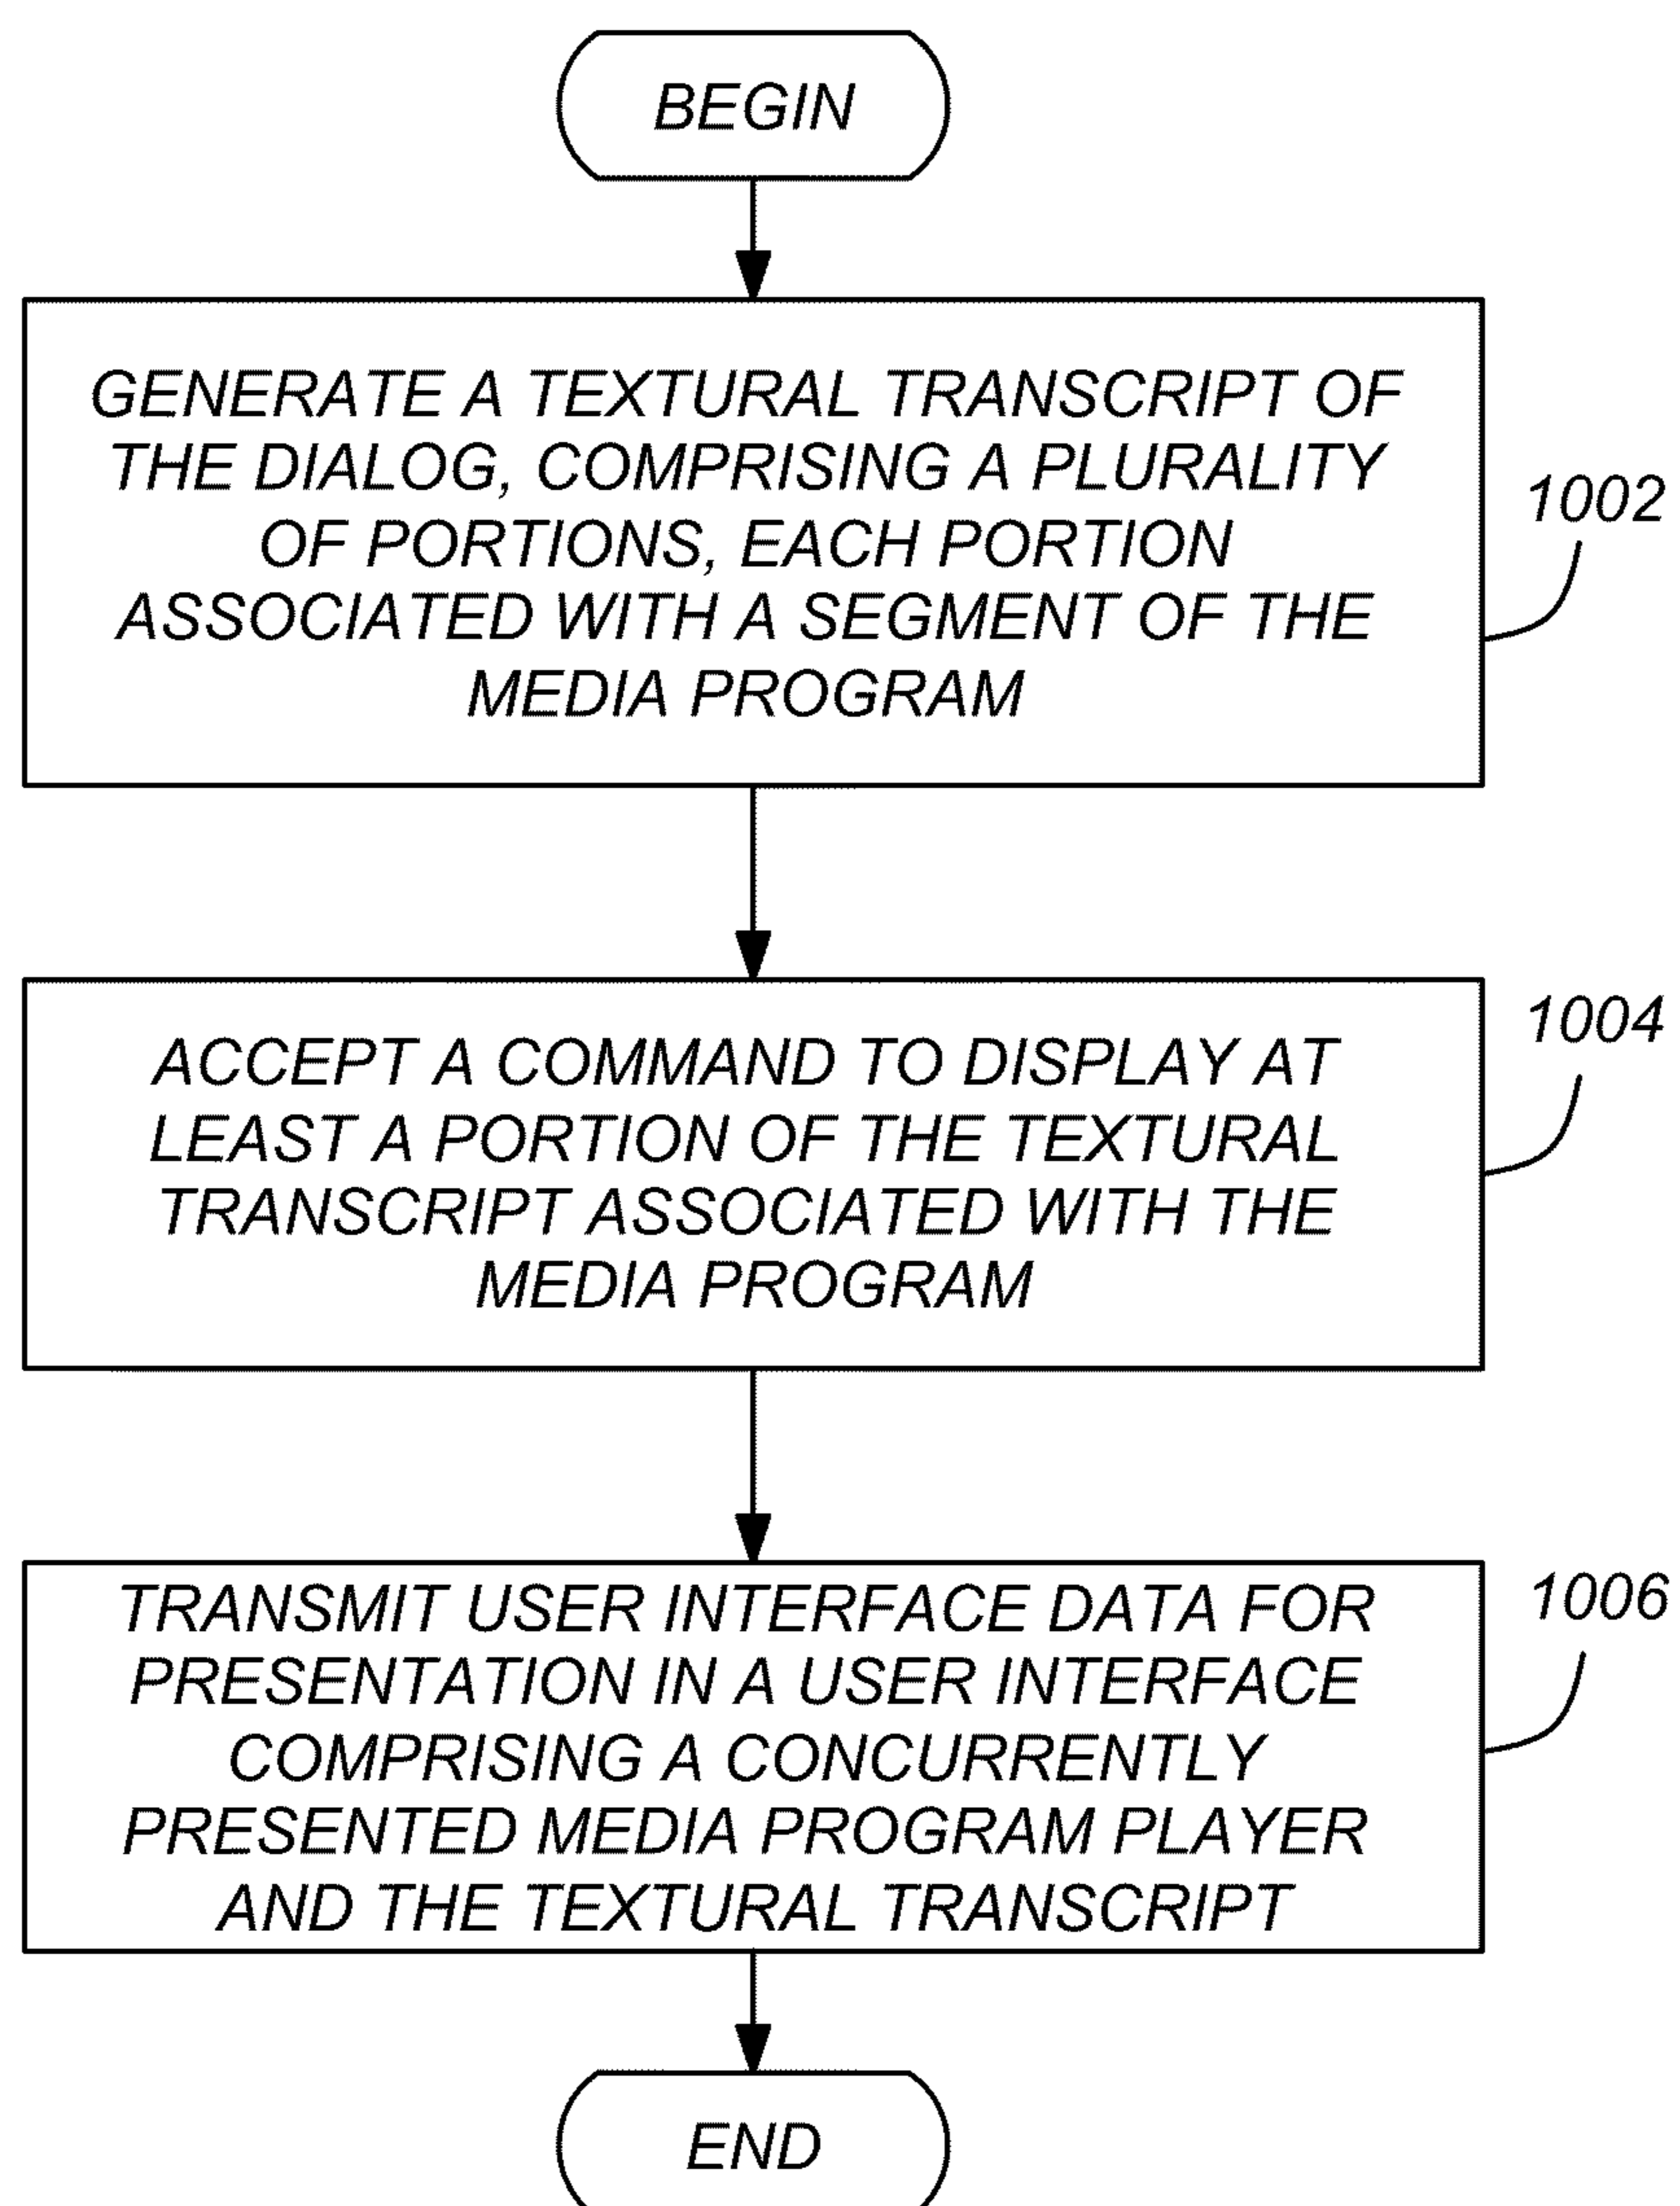 BEGIN
GENERATE A TEXTURAL TRANSCRIPT OF
THE DIALOG, COMPRISING A PLURALITY
OF PORTIONS, EACH PORTION
ASSOCIATED WITH A SEGMENT OF THE
MEDIA PROGRAM
1002
ACCEPT A COMMAND TO DISPLAY AT
LEAST A PORTION OF THE TEXTURAL
TRANSCRIPT ASSOCIATED WITH THE
MEDIA PROGRAM
1004
TRANSMIT USER INTERFACE DATA FOR
PRESENTATION IN A USER INTERFACE
COMPRISING A CONCURRENTLY
PRESENTED MEDIA PROGRAM PLAYER
AND THE TEXTURAL TRANSCRIPT
1006
END